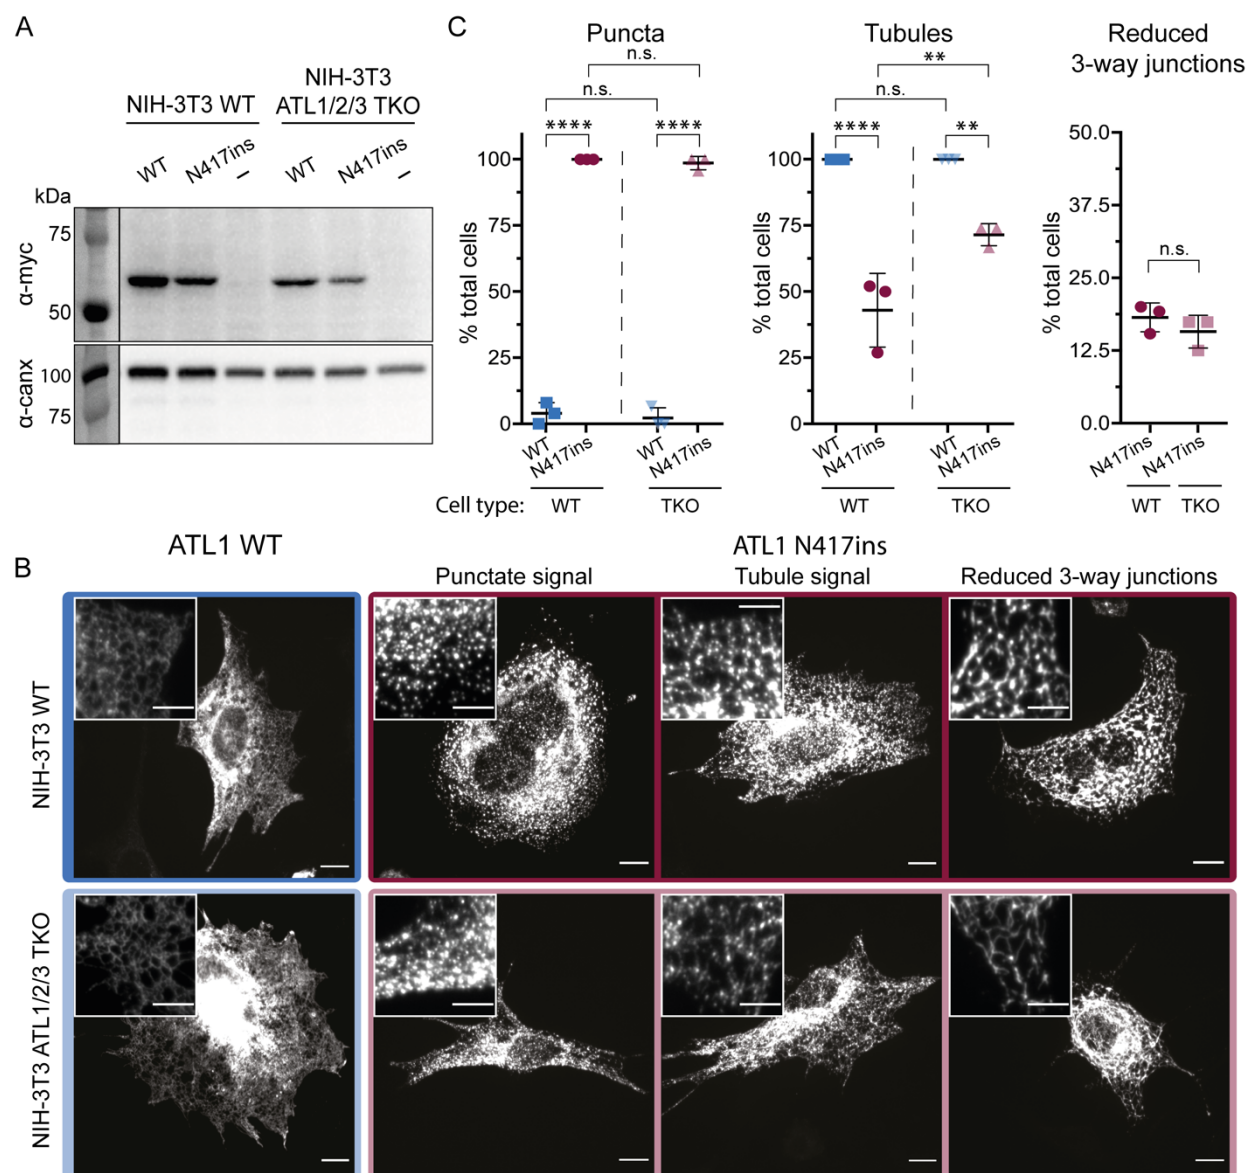 A
NIH-3T3 WT
NIH-3T3
ATL1/2/3 TKO
WT
N417ins
–
WT
N417ins
–
kDa
75
50
α-myc
100
75
α-canx
C
Puncta
n.s.
n.s.
****
****
% total cells
100
75
50
25
0
WT
N417ins
WT
N417ins
Cell type:
WT
TKO
Tubules
**
n.s.
****
**
% total cells
100
75
50
25
0
WT
N417ins
WT
N417ins
WT
TKO
Reduced
3-way junctions
% total cells
50.0
37.5
25.0
12.5
0.0
n.s.
N417ins
N417ins
WT
TKO
B
ATL1 WT
ATL1 N417ins
Punctate signal
Tubule signal
Reduced 3-way junctions
NIH-3T3 WT
NIH-3T3 ATL1/2/3 TKO